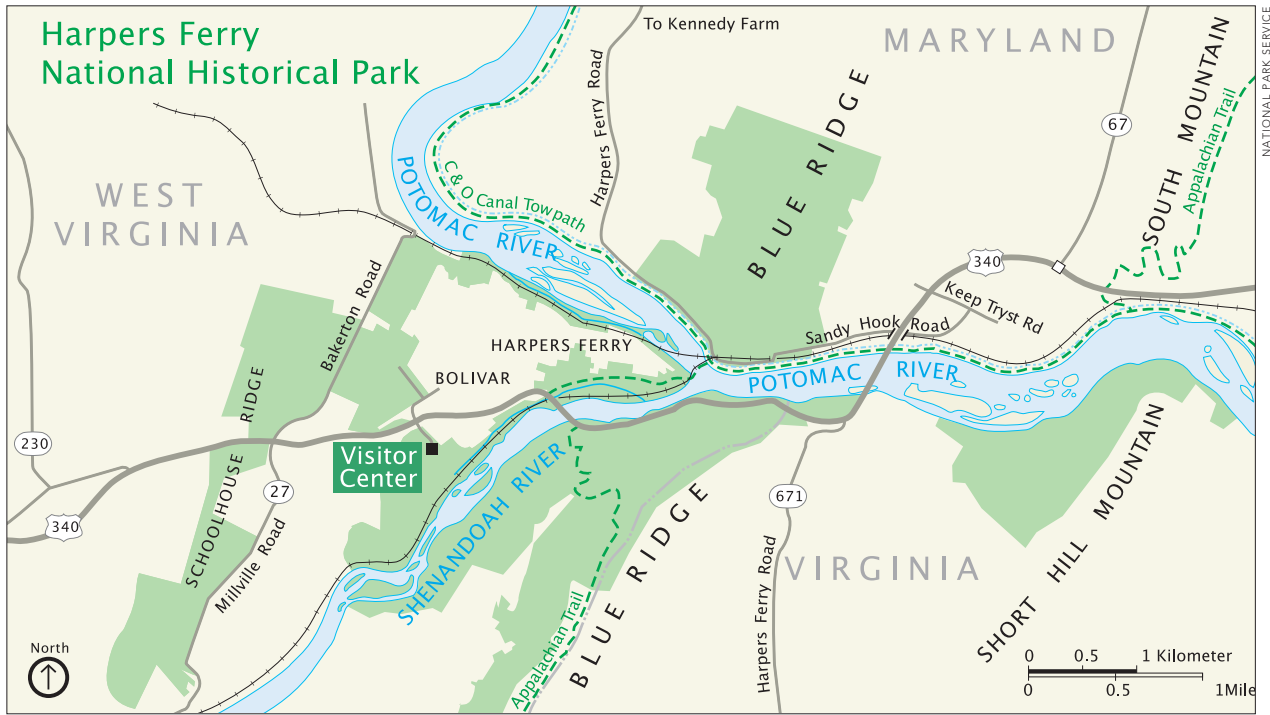 Harpers Ferry
National Historical Park
To Kennedy Farm
MARYLAND
NATIONAL PARK SERVICE
SOUTH MOUNTAIN
Appalachian Trail
67
Harpers Ferry Road
BLUE RIDGE
C & O Canal Towpath
POTOMAC RIVER
WEST
VIRGINIA
340
Keep Tryst Rd
Sandy Hook Road
Bakerton Road
HARPERS FERRY
BOLIVAR
POTOMAC RIVER
SCHOOLHOUSE RIDGE
230
Visitor
Center
27
340
Millville Road
SHENANDOAH RIVER
Appalachian Trail
BLUE RIDGE
671
Harpers Ferry Road
VIRGINIA
SHORT HILL MOUNTAIN
North
0 0.5 1 Kilometer
0 0.5 1Mile